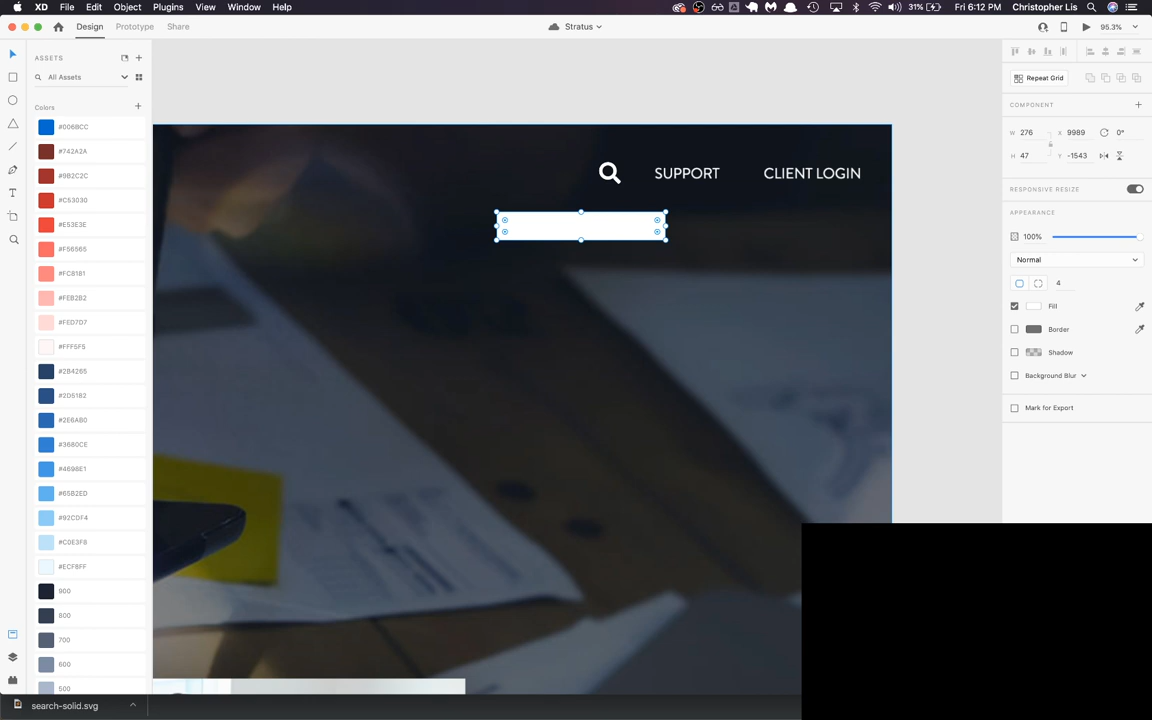 XD File Edit Object Plugins View Window Help 31% Fri 6:12 PM Christopher Lis
Design Prototype Share Stratus 95.3%
ASSETS
All Assets
Colors
#006BCC
#742A2A
#9B2C2C
#C53030
#E53E3E
#F56565
#FC8181
#FEB2B2
#FED7D7
#FFF5F5
#2B4265
#2D5182
#2E6AB0
#3680CE
#4698E1
#65B2ED
#92CDF4
#CDE3F8
#ECF8FF
900
800
700
600
500
SUPPORT CLIENT LOGIN
Repeat Grid
COMPONENT
W 276 X 9989 0°
H 47 Y -1543
RESPONSIVE RESIZE
APPEARANCE
100%
Normal
4
Fill
Border
Shadow
Background Blur
Mark for Export
search-solid.svg